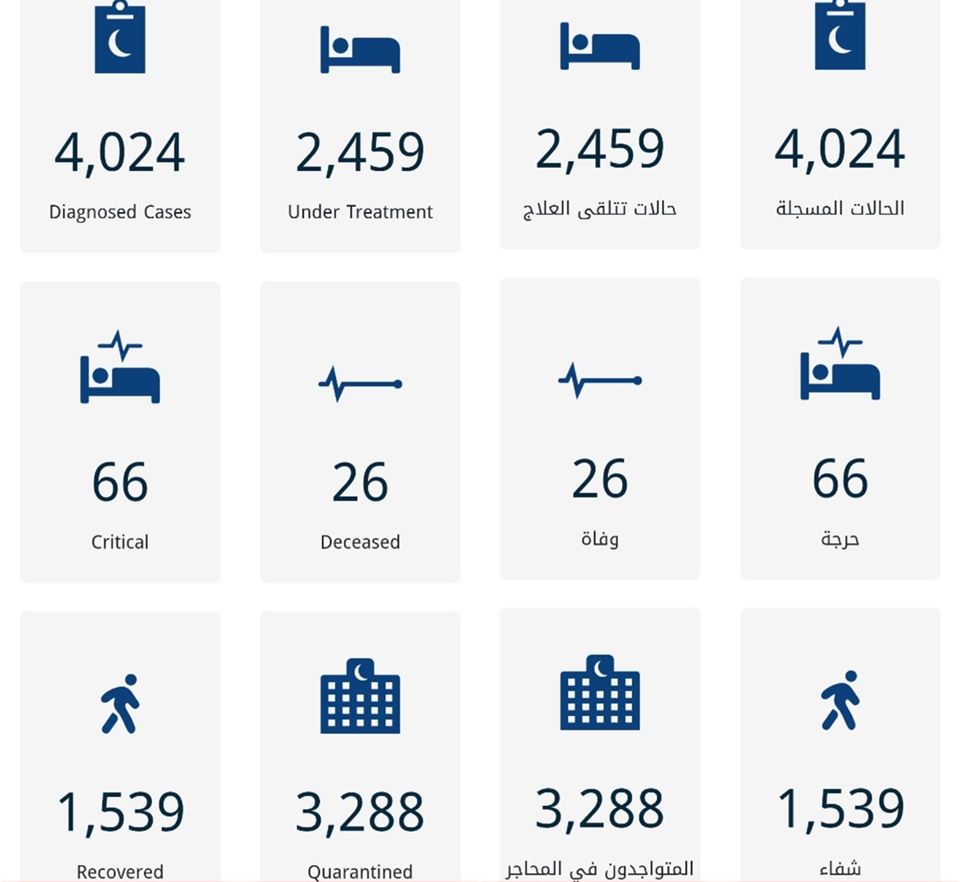 4,024
Diagnosed Cases
2,459
Under Treatment
2,459
حالات تتلقى العلاج
4,024
الحالات المسجلة
66
Critical
26
Deceased
26
وفاة
66
حرجة
1,539
Recovered
3,288
Quarantined
3,288
المتواجدون في المحاجر
1,539
شفاء